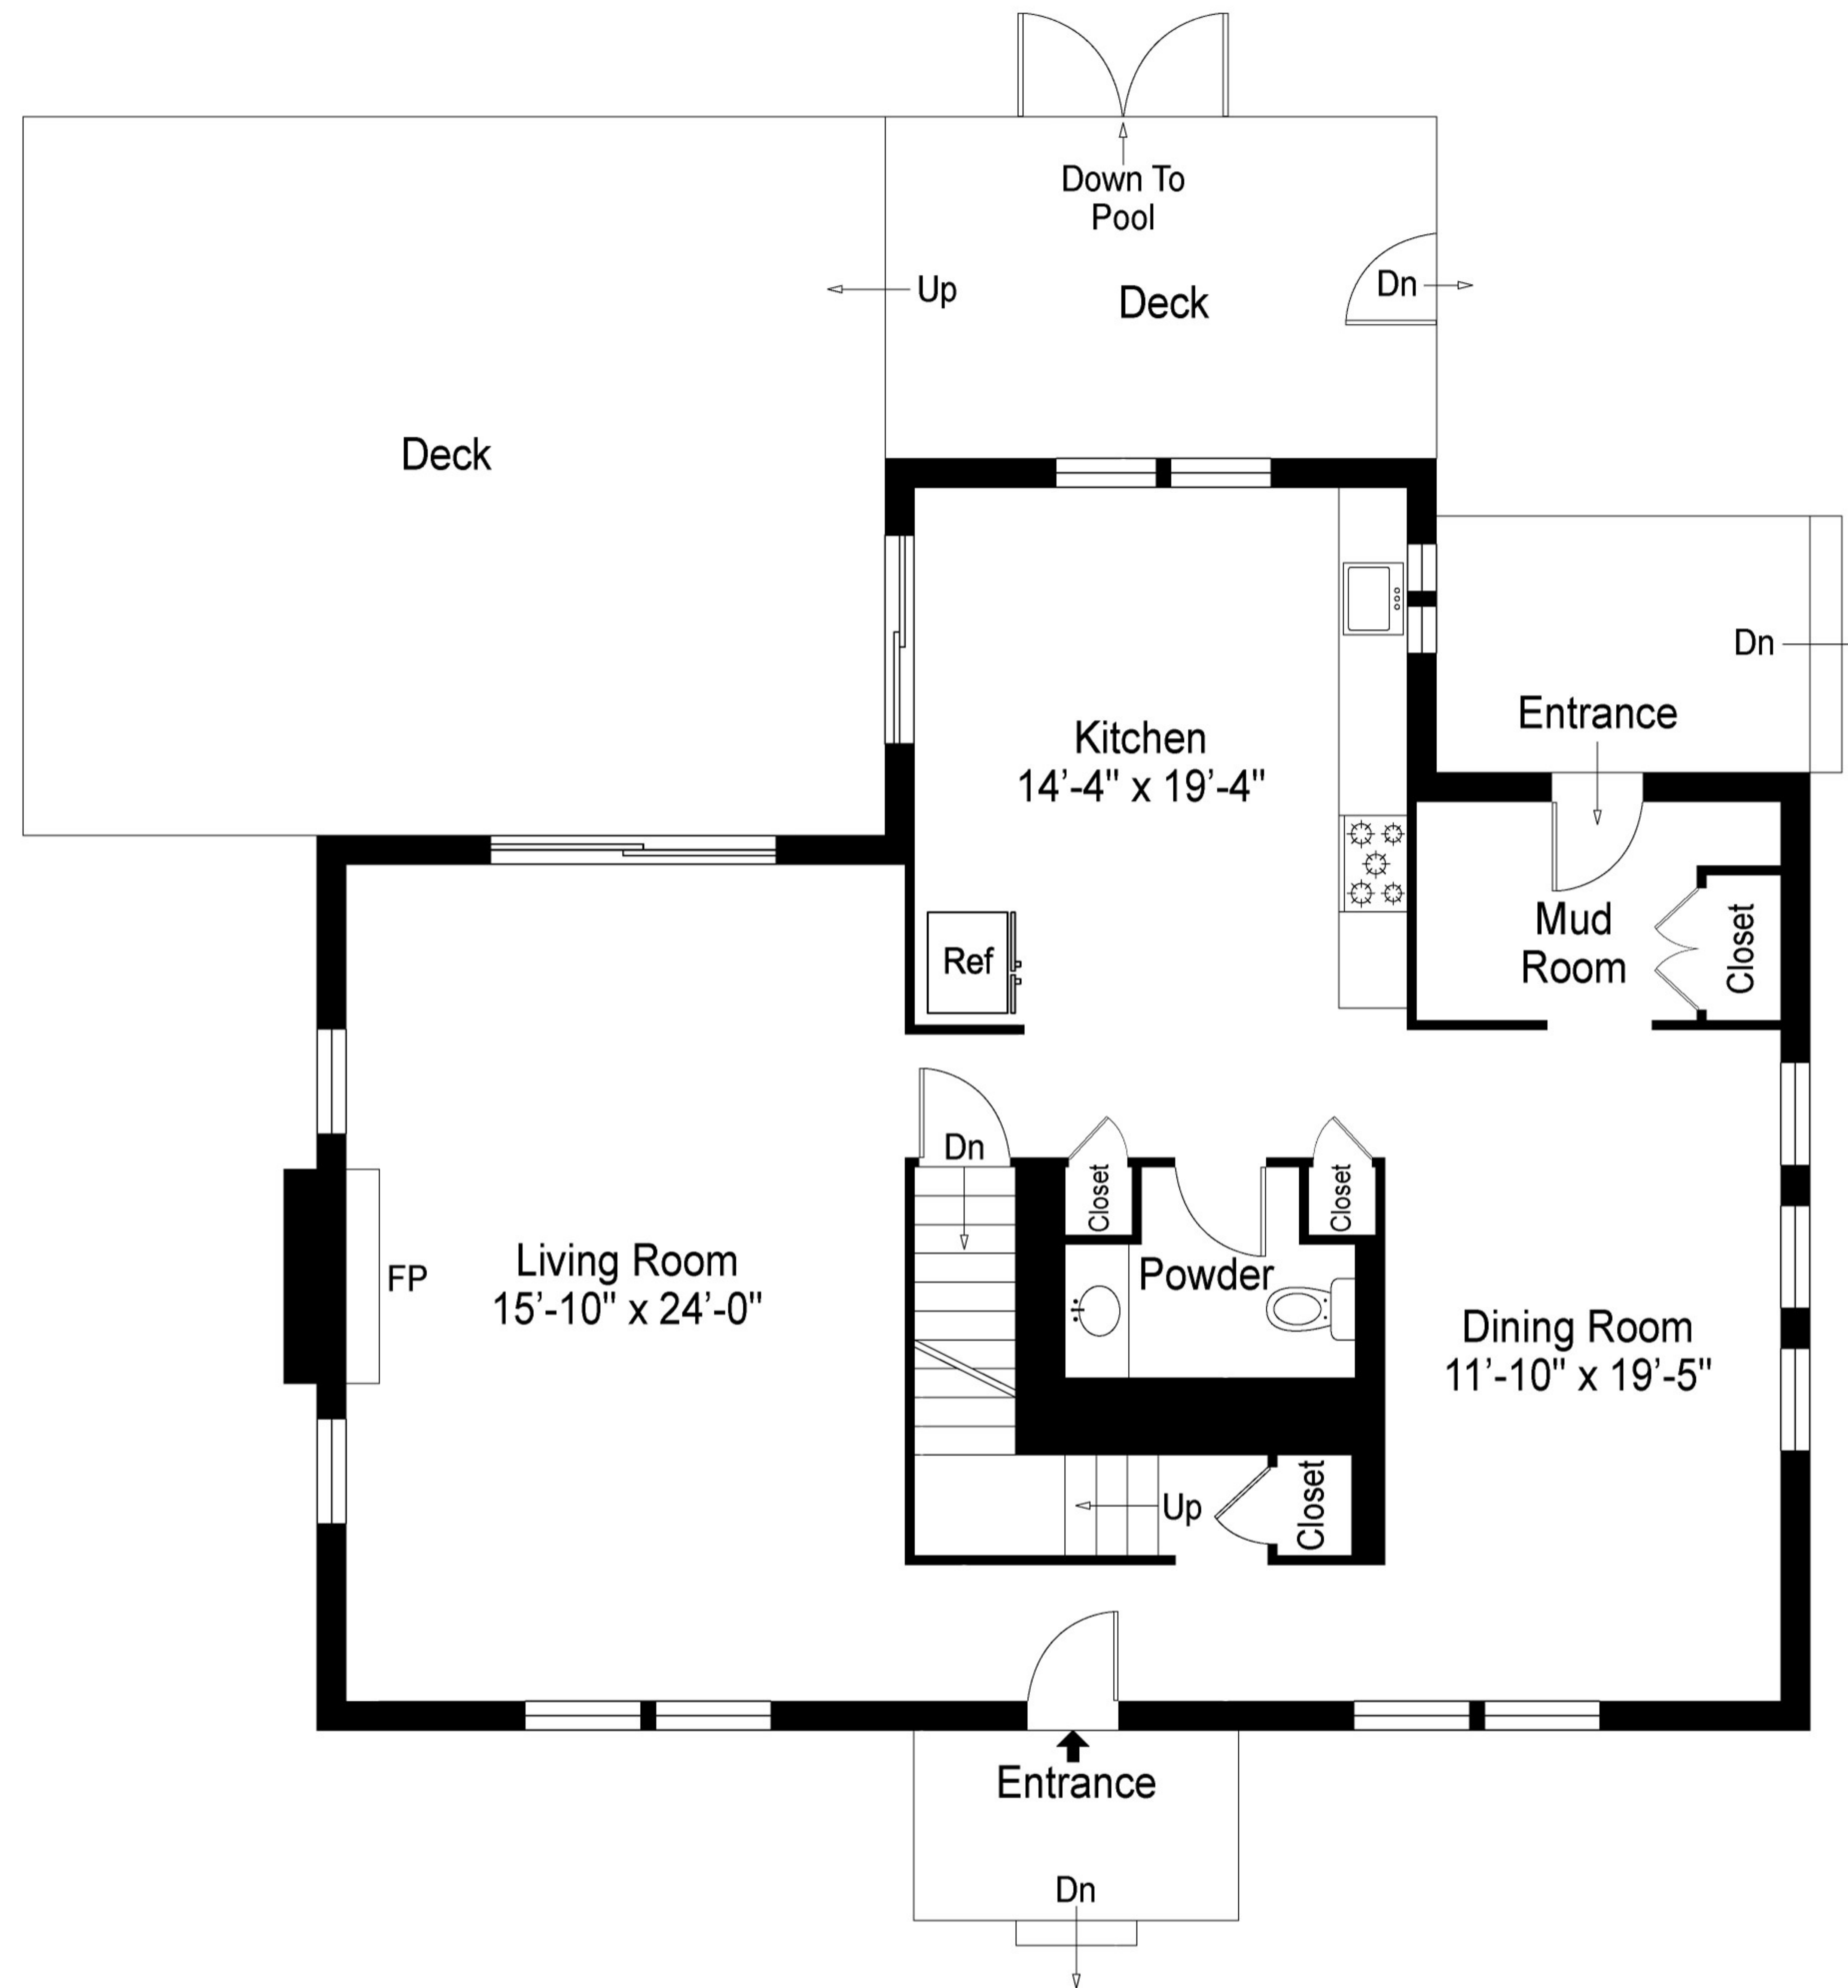 Down To
Pool
Up
Deck
Dn
Deck
Dn
Entrance
Kitchen
14'-4" x 19'-4"
Mud
Room
Closet
Ref
Dn
Closet
Closet
Living Room
15'-10" x 24'-0"
FP
Powder
Dining Room
11'-10" x 19'-5"
Up
Closet
Entrance
Dn